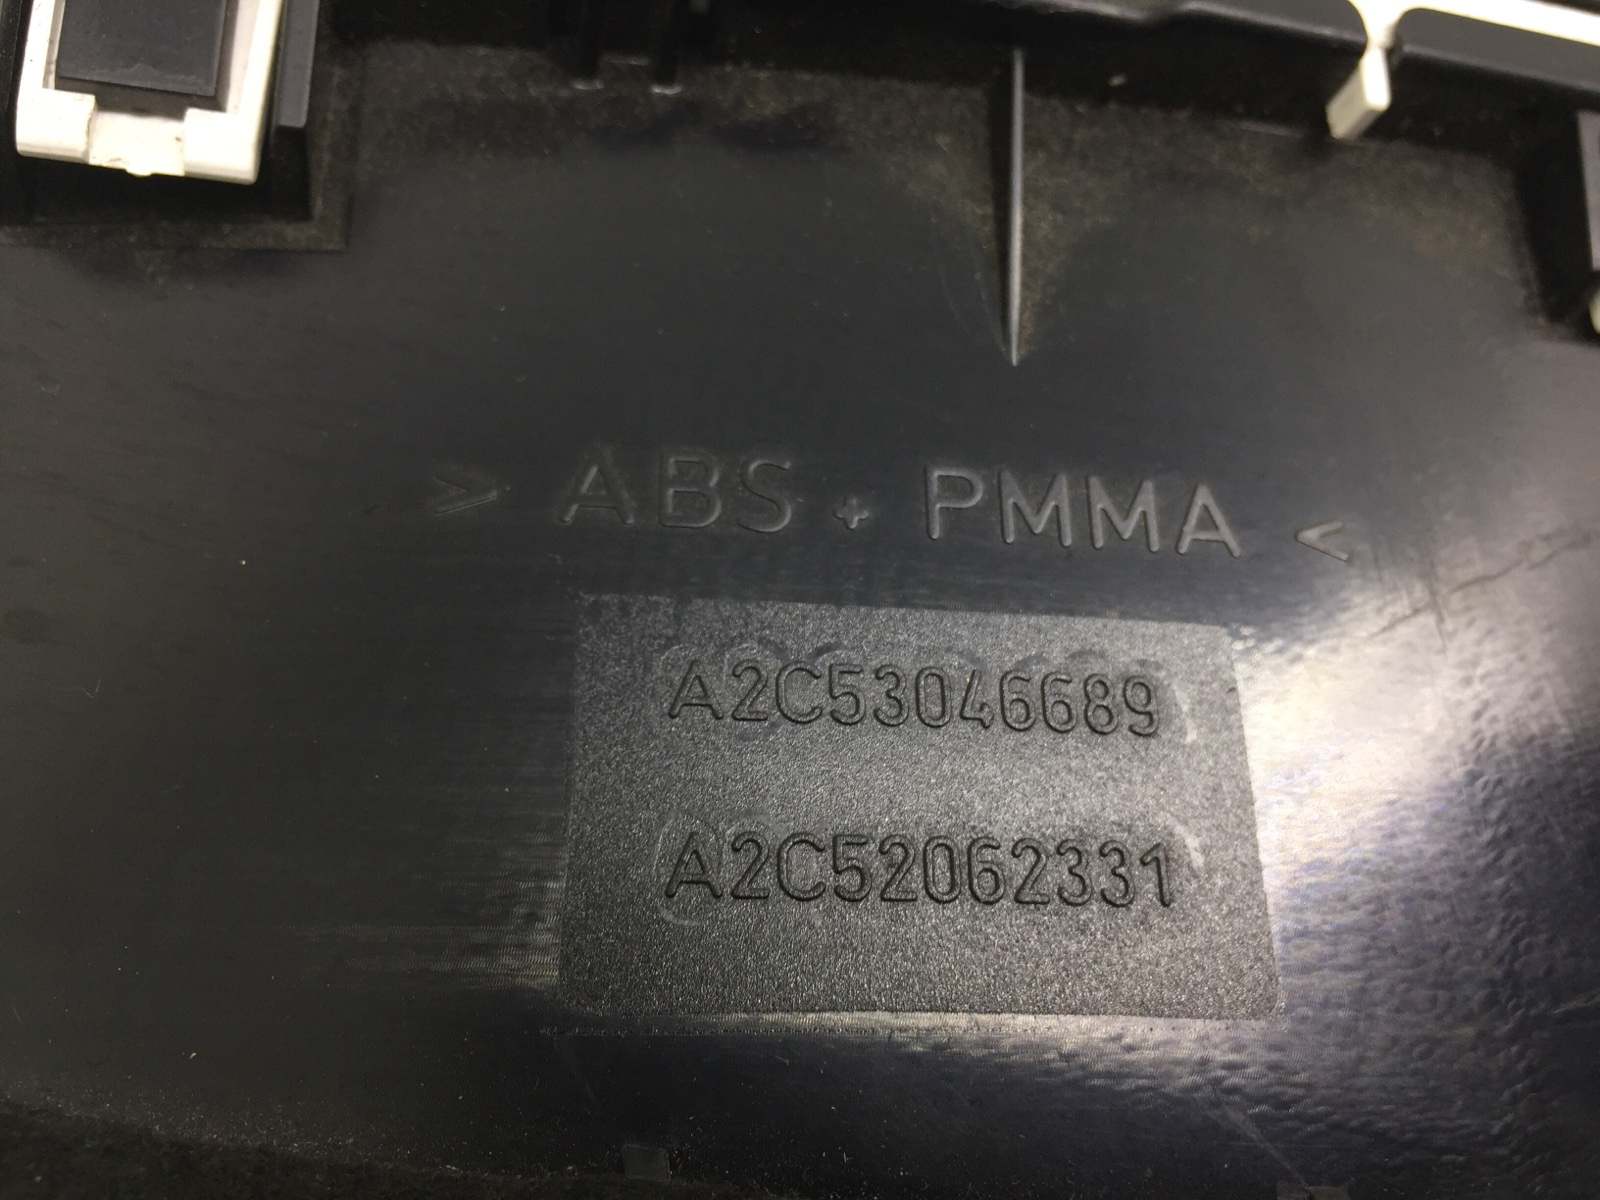 > ABS + PMMA <
A2C53046689
A2C52062331